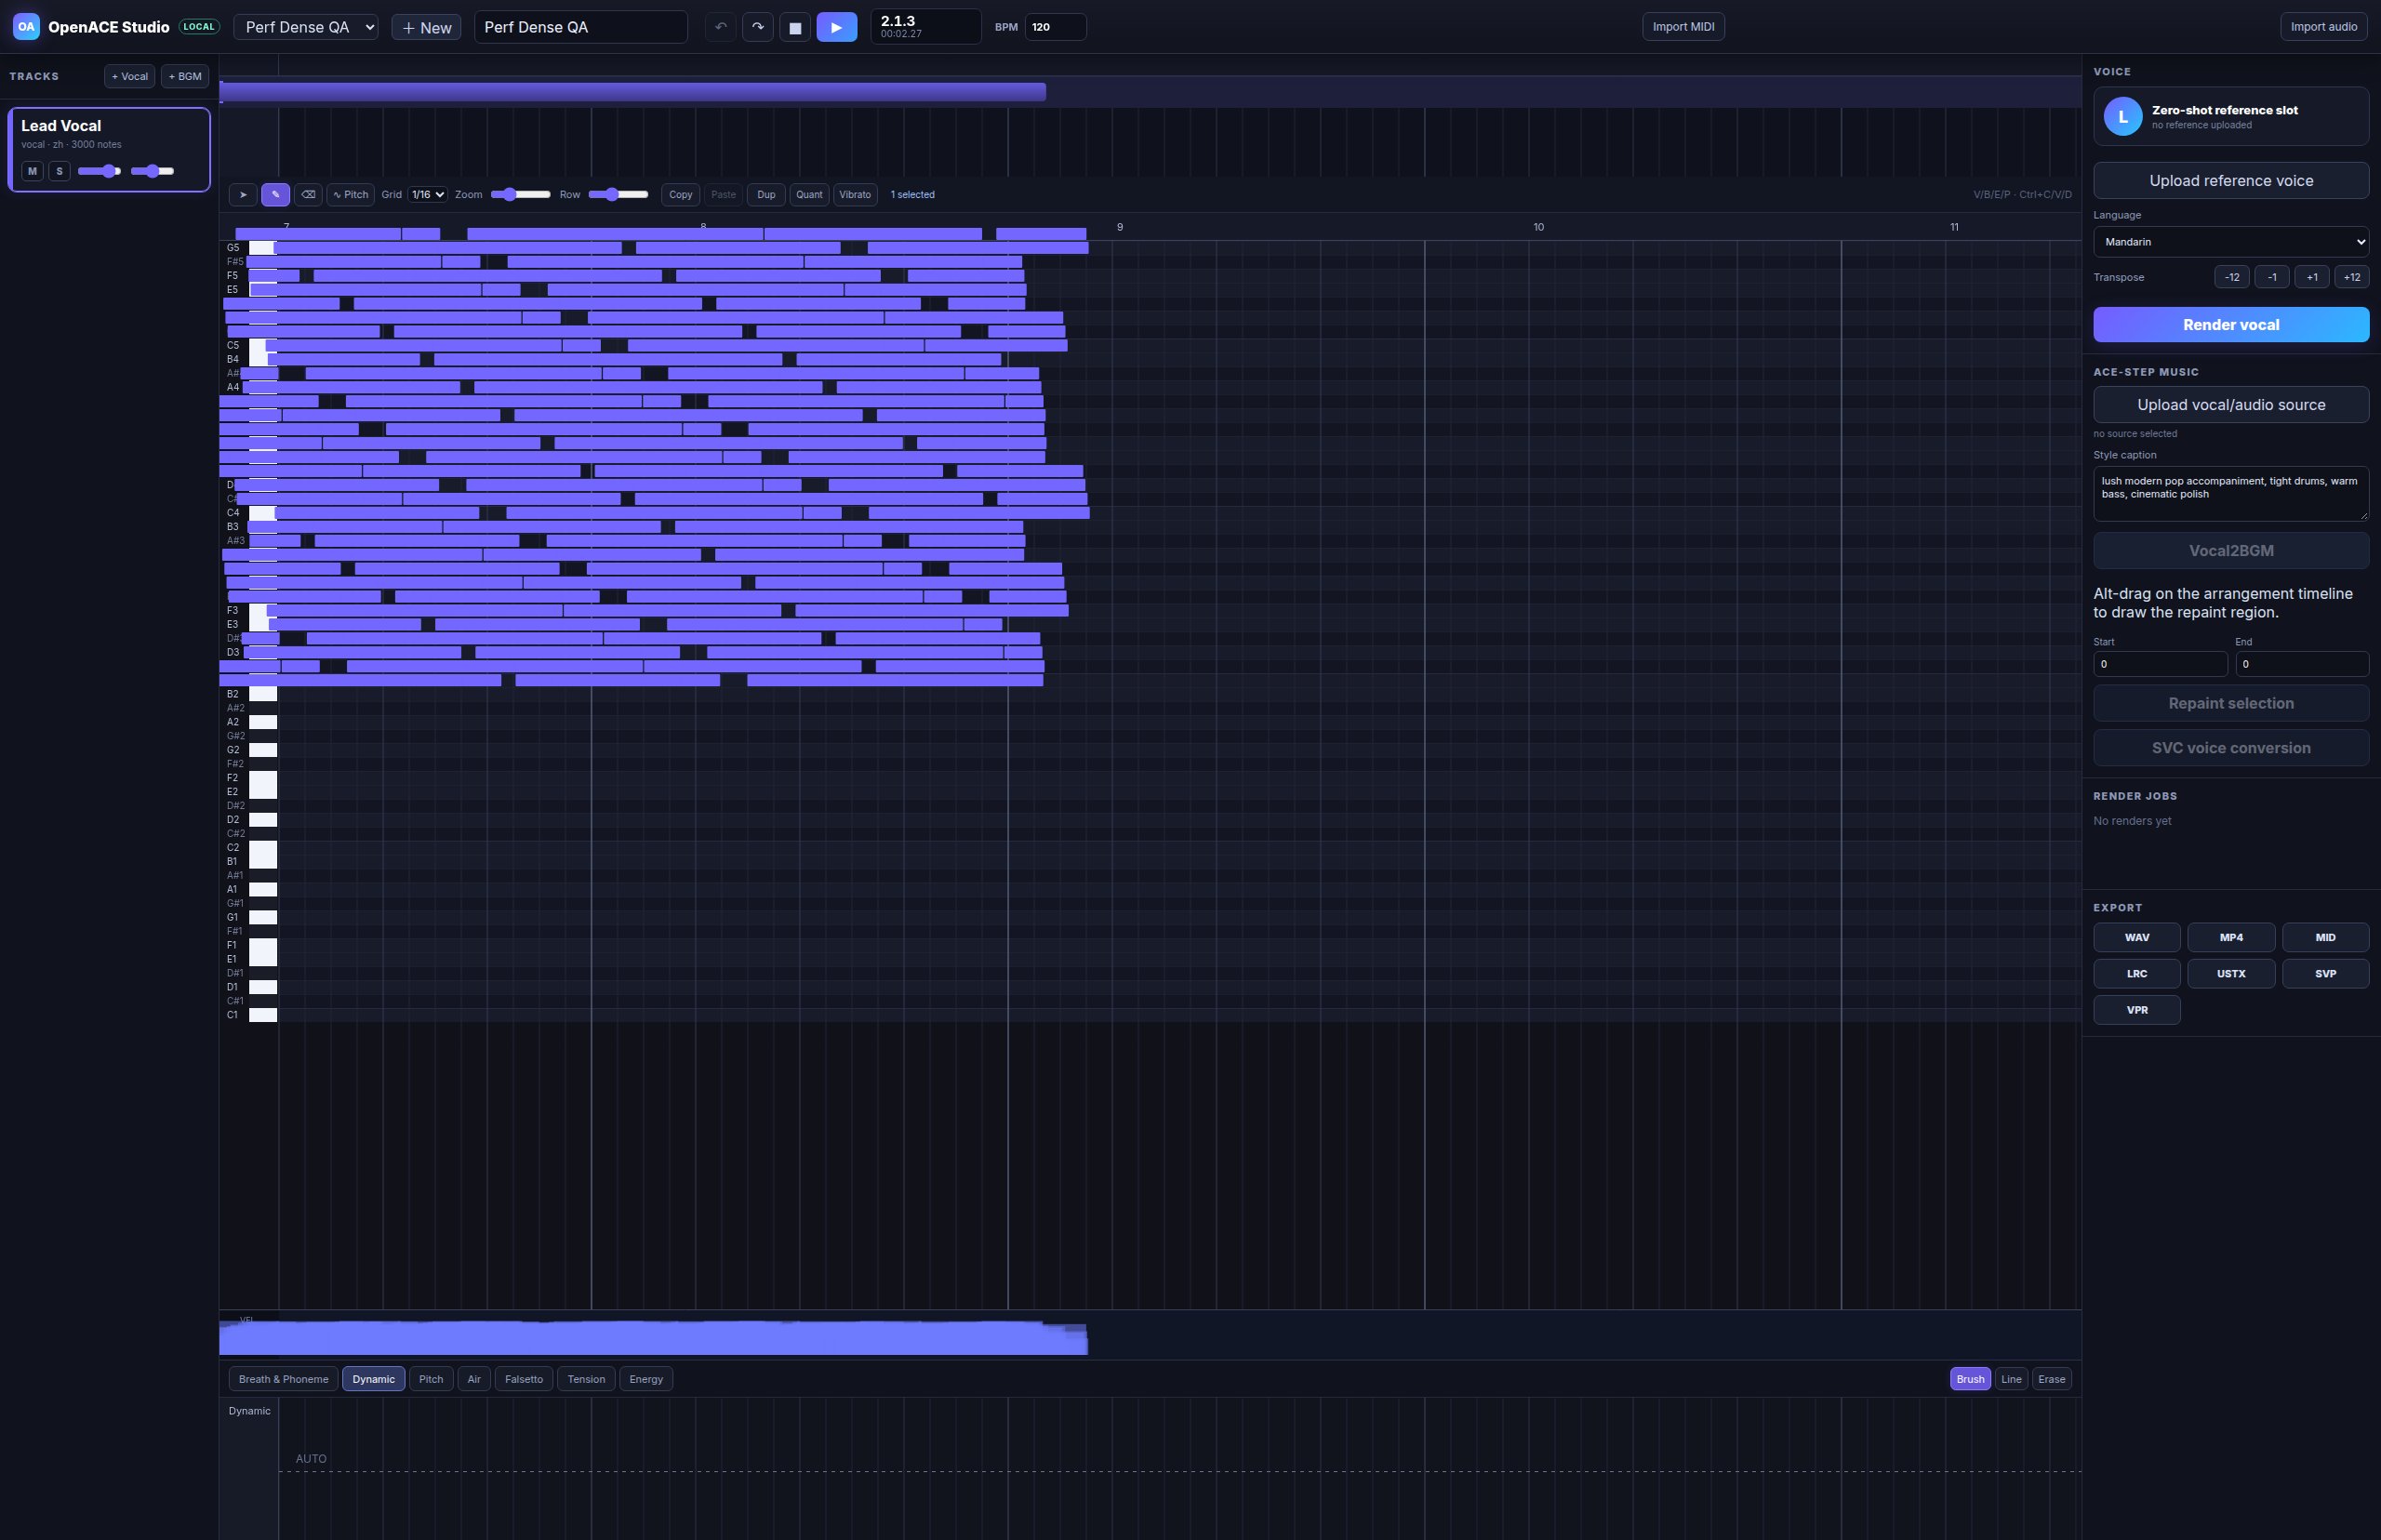 OA OpenACE Studio LOCAL Perf Dense QA + New Perf Dense QA 2.1.3 00:02.27 BPM 120 Import MIDI Import audio
TRACKS + Vocal + BGM
Lead Vocal
vocal · zh · 3000 notes
M S
∿ Pitch Grid 1/16 Zoom Row Copy Paste Dup Quant Vibrato 1 selected V/B/E/P · Ctrl+C/V/D
7 8 9 10 11
G5
F#5
F5
E5
C5
B4
A#
A4
D
C#
C4
B3
A#3
F3
E3
D#3
D3
B2
A#2
A2
G#2
G2
F#2
F2
E2
D#2
D2
C#2
C2
B1
A#1
A1
G#1
G1
F#1
F1
E1
D#1
D1
C#1
C1
VEL
Breath & Phoneme Dynamic Pitch Air Falsetto Tension Energy Brush Line Erase
Dynamic
AUTO
VOICE
L Zero-shot reference slot
no reference uploaded
Upload reference voice
Language
Mandarin
Transpose -12 -1 +1 +12
Render vocal
ACE-STEP MUSIC
Upload vocal/audio source
no source selected
Style caption
lush modern pop accompaniment, tight drums, warm
bass, cinematic polish
Vocal2BGM
Alt-drag on the arrangement timeline
to draw the repaint region.
Start End
0 0
Repaint selection
SVC voice conversion
RENDER JOBS
No renders yet
EXPORT
WAV MP4 MID
LRC USTX SVP
VPR